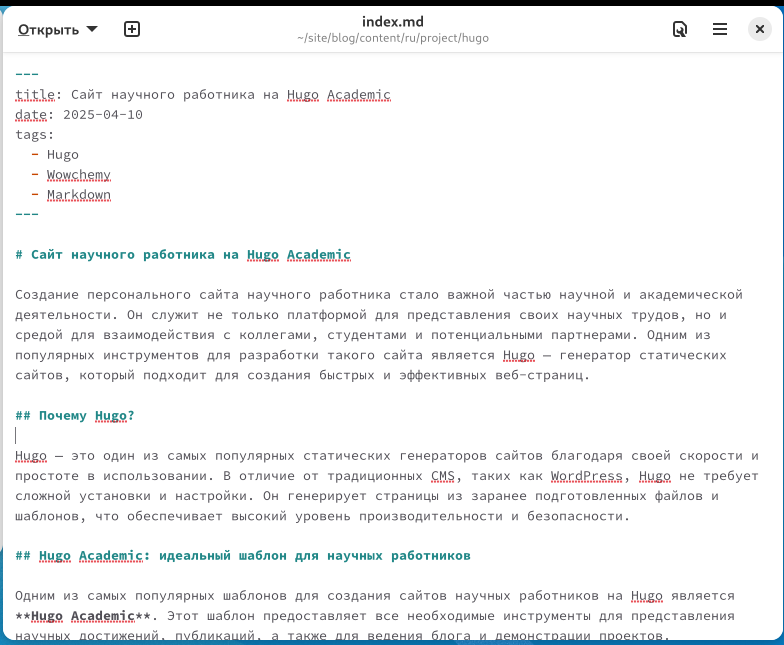 Открыть
index.md
~/site/blog/content/ru/project/hugo
---
title: Сайт научного работника на Hugo Academic
date: 2025-04-10
tags:
- Hugo
- Wowchemy
- Markdown
---
# Сайт научного работника на Hugo Academic
Создание персонального сайта научного работника стало важной частью научной и академической
деятельности. Он служит не только платформой для представления своих научных трудов, но и
средой для взаимодействия с коллегами, студентами и потенциальными партнерами. Одним из
популярных инструментов для разработки такого сайта является Hugo — генератор статических
сайтов, который подходит для создания быстрых и эффективных веб-страниц.
## Почему Hugo?
Hugo — это один из самых популярных статических генераторов сайтов благодаря своей скорости и
простоте в использовании. В отличие от традиционных CMS, таких как WordPress, Hugo не требует
сложной установки и настройки. Он генерирует страницы из заранее подготовленных файлов и
шаблонов, что обеспечивает высокий уровень производительности и безопасности.
## Hugo Academic: идеальный шаблон для научных работников
Одним из самых популярных шаблонов для создания сайтов научных работников на Hugo является
**Hugo Academic**. Этот шаблон предоставляет все необходимые инструменты для представления
научных достижений, публикаций, а также для ведения блога и демонстрации проектов.